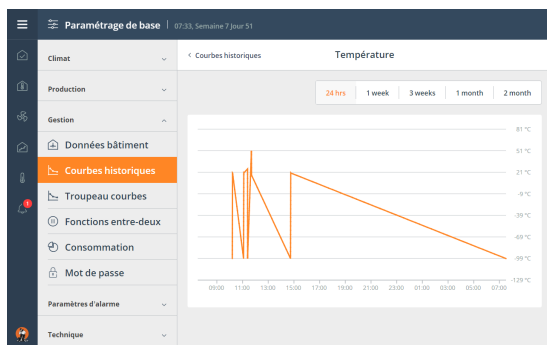 Paramétrage de base 07:33, Semaine 7 Jour 51
Climat
Production
Gestion
Données bâtiment
Courbes historiques
Troupeau courbes
Fonctions entre-deux
Consommation
Mot de passe
Paramètres d'alarme
Technique
< Courbes historiques
Température
24 hrs 1 week 3 weeks 1 month 2 month
81 °C
51 °C
21 °C
-9 °C
-39 °C
-69 °C
-99 °C
-129 °C
09:00 11:00 13:00 15:00 17:00 19:00 21:00 23:00 01:00 03:00 05:00 07:00
1